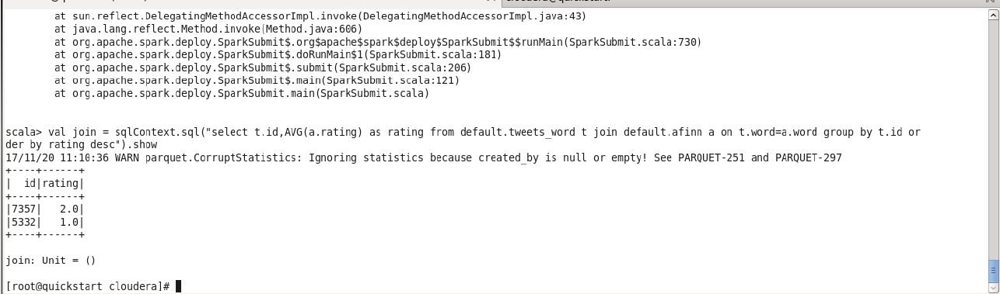 at sun.reflect.DelegatingMethodAccessorImpl.invoke(DelegatingMethodAccessorImpl.java:43)
at java.lang.reflect.Method.invoke(Method.java:606)
at org.apache.spark.deploy.SparkSubmit$.org$apache$spark$deploy$SparkSubmit$$runMain(SparkSubmit.scala:730)
at org.apache.spark.deploy.SparkSubmit$.doRunMain$1(SparkSubmit.scala:181)
at org.apache.spark.deploy.SparkSubmit$.submit(SparkSubmit.scala:206)
at org.apache.spark.deploy.SparkSubmit$.main(SparkSubmit.scala:121)
at org.apache.spark.deploy.SparkSubmit.main(SparkSubmit.scala)
scala> val join = sqlContext.sql("select t.id,AVG(a.rating) as rating from default.tweets_word t join default.afinn a on t.word=a.word group by t.id or
der by rating desc").show
17/11/20 11:10:36 WARN parquet.CorruptStatistics: Ignoring statistics because created_by is null or empty! See PARQUET-251 and PARQUET-297
+----+------+
|  id|rating|
+----+------+
|7357|   2.0|
|5332|   1.0|
+----+------+
join: Unit = ()
[root@quickstart cloudera]#